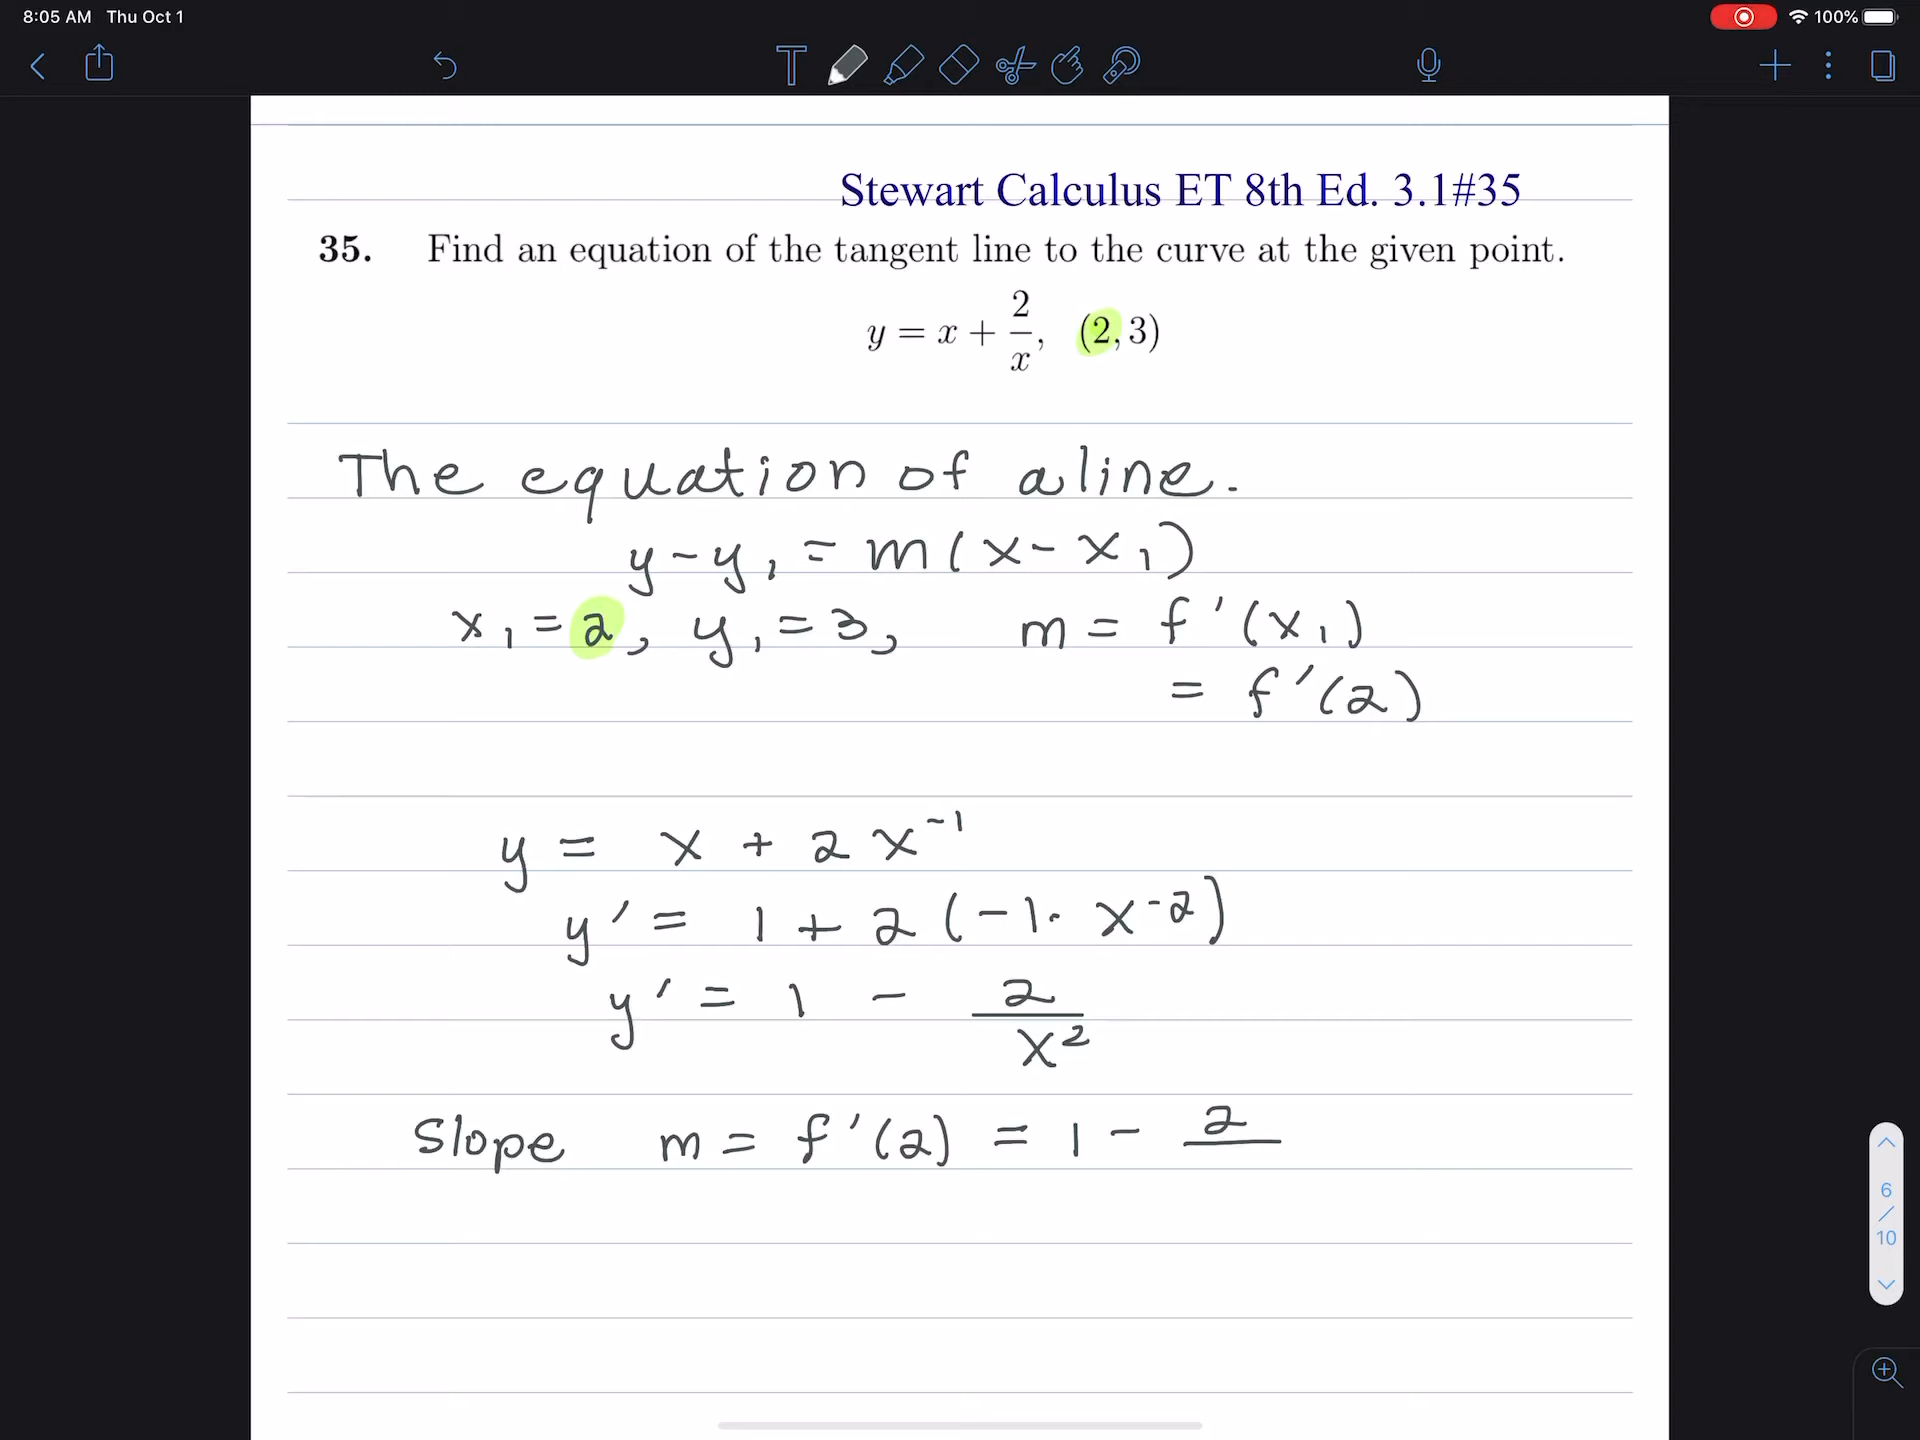 8:05 AM Thu Oct 1
100%
T
Stewart Calculus ET 8th Ed. 3.1#35
35. Find an equation of the tangent line to the curve at the given point.
y = x + 2/x, (2, 3)
The equation of a line.
y - y₁ = m(x - x₁)
x₁ = 2, y₁ = 3, m = f'(x₁)
= f'(2)
y = x + 2x⁻¹
y' = 1 + 2(-1· x⁻²)
y' = 1 - 2/x²
Slope m = f'(2) = 1 - 2/
6
/
10